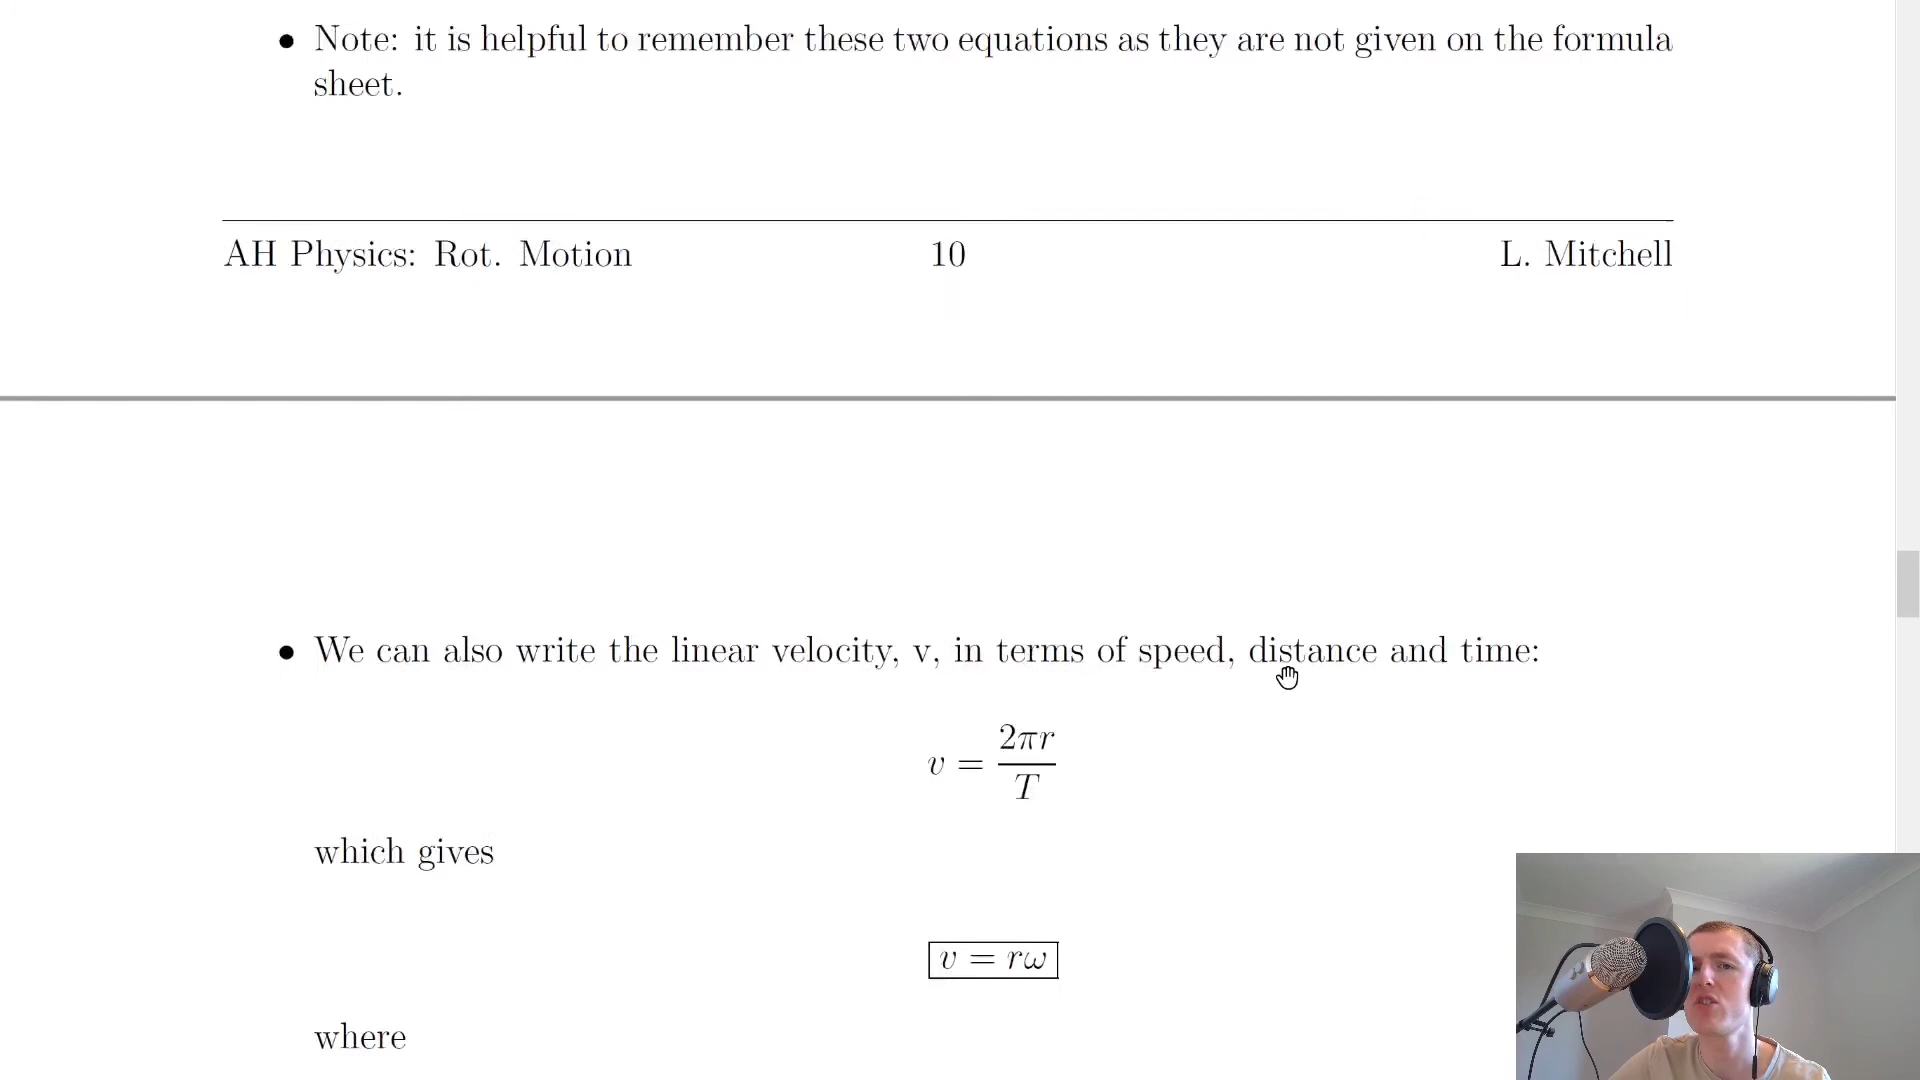 • Note: it is helpful to remember these two equations as they are not given on the formula
sheet.
AH Physics: Rot. Motion 10 L. Mitchell
• We can also write the linear velocity, v, in terms of speed, distance and time:
v = 2πr / T
which gives
v = rω
where